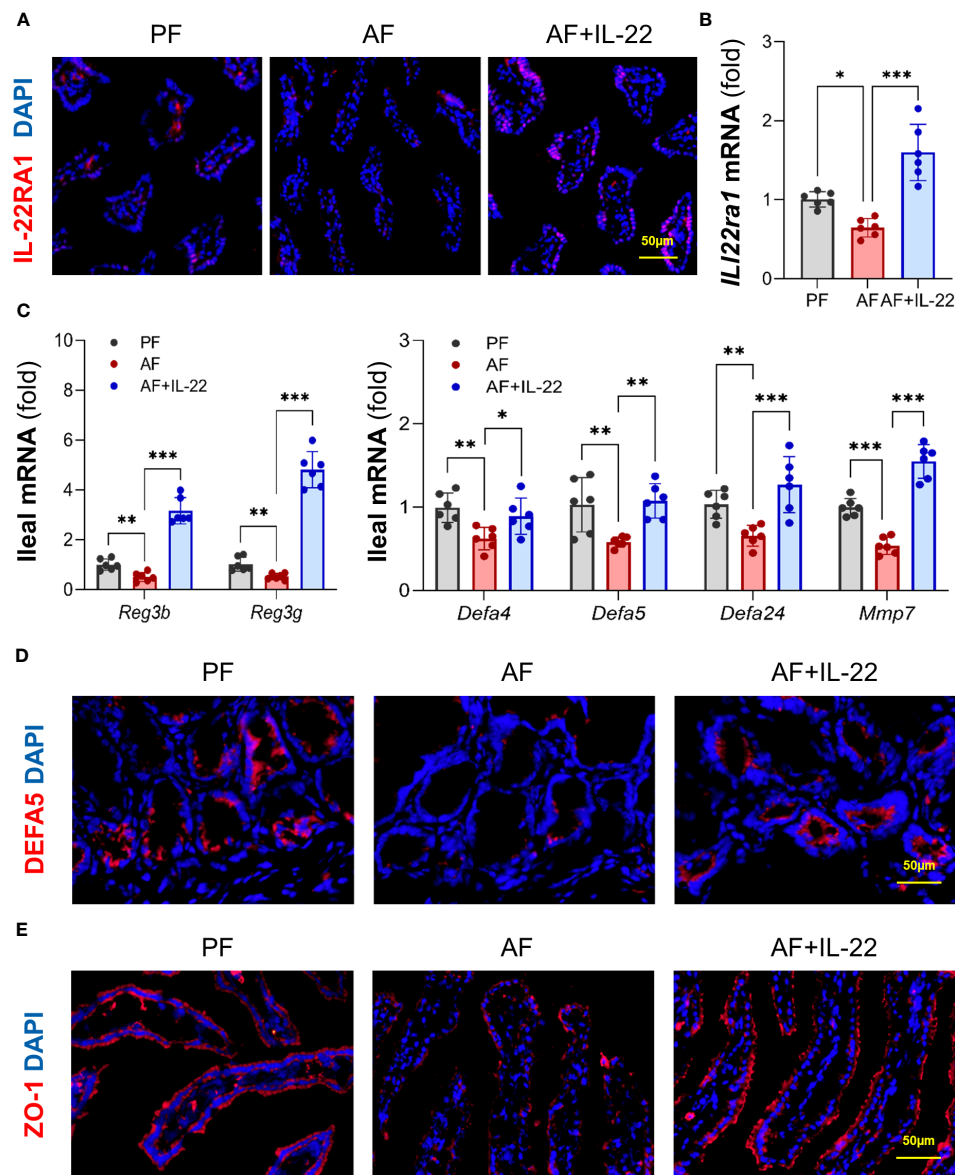 A
PF
AF
AF+IL-22
IL-22RA1 DAPI
50µm
B
ILI22ra1 mRNA (fold)
3
2
1
0
* ***
PF AF AF+IL-22
C
Ileal mRNA (fold)
10
8
6
4
2
0
PF
AF
AF+IL-22
** *** ** ***
Reg3b Reg3g
Ileal mRNA (fold)
3
2
1
0
PF
AF
AF+IL-22
** * ** ** ** *** *** ***
Defa4 Defa5 Defa24 Mmp7
D
PF
AF
AF+IL-22
DEFA5 DAPI
50µm
E
PF
AF
AF+IL-22
ZO-1 DAPI
50µm